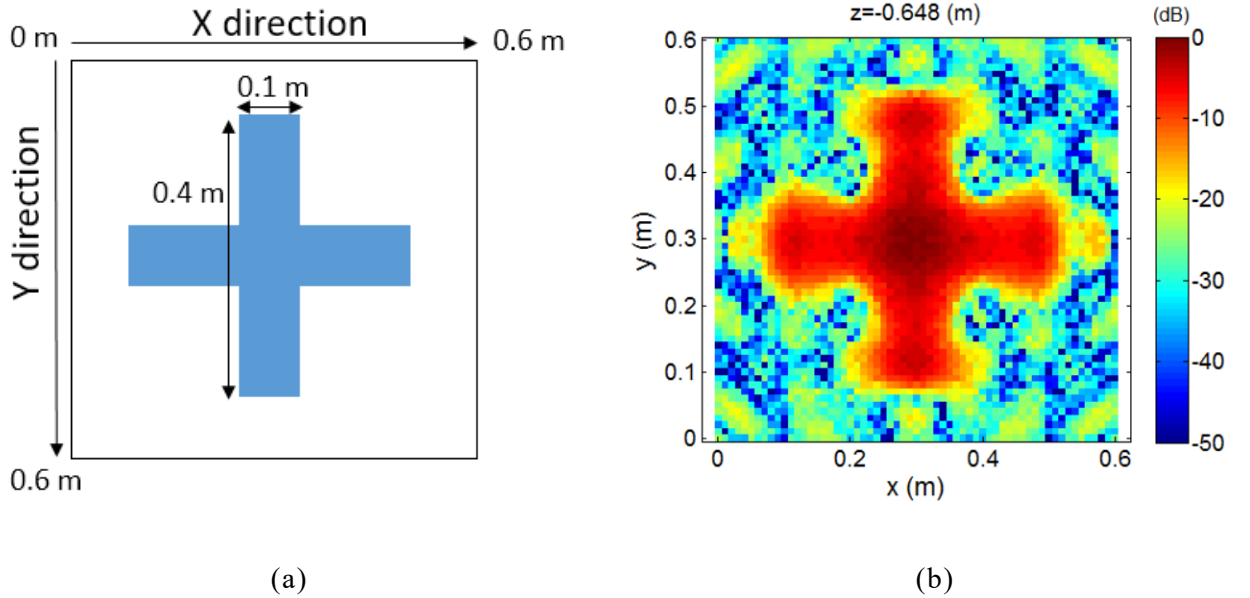 X direction
0 m
0.6 m
0.1 m
0.4 m
Y direction
0.6 m
(a)
z=-0.648 (m)
(dB)
0.6
0.5
0.4
0.3
0.2
0.1
0
y (m)
0
0.2
0.4
0.6
x (m)
0
-10
-20
-30
-40
-50
(b)